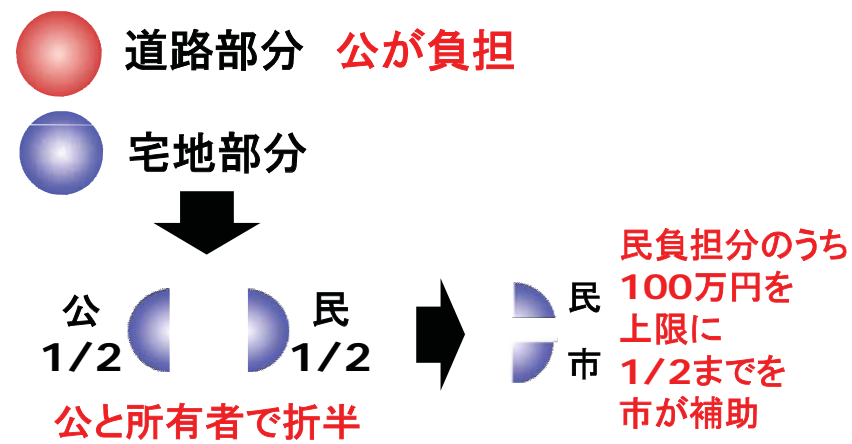 道路部分 公が負担
宅地部分
公
1/2
民
1/2
公と所有者で折半
民
市
民負担分のうち
100万円を
上限に
1/2までを
市が補助